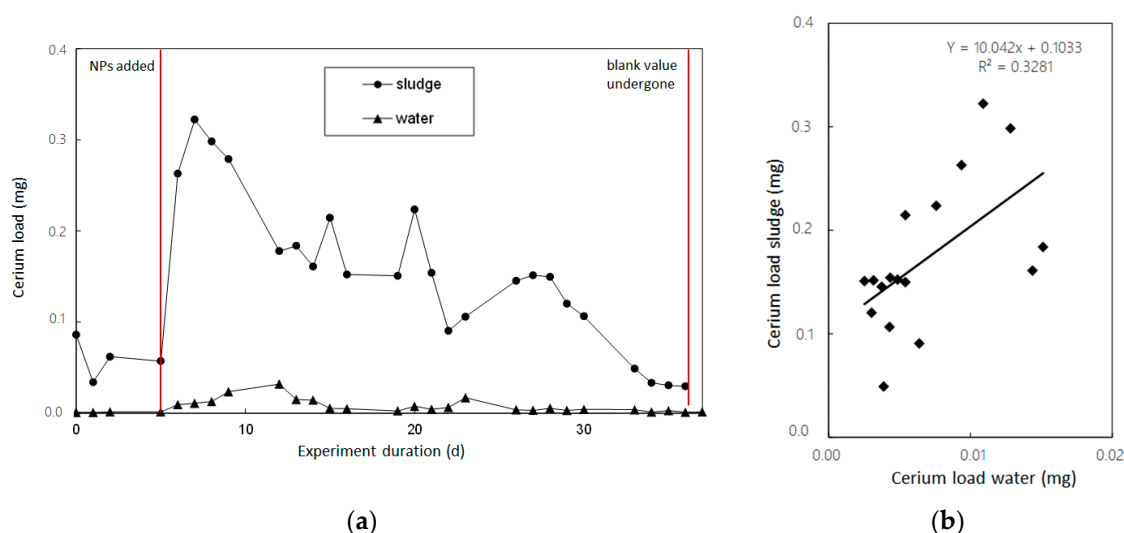 0.4
NPs added
blank value
undergone
sludge
water
0.3
0.2
0.1
0.0
Cerium load (mg)
0
10
20
30
Experiment duration (d)
(a)
0.4
Y = 10.042x + 0.1033
R² = 0.3281
0.3
0.2
0.1
0.0
Cerium load sludge (mg)
0.00
0.01
0.02
Cerium load water (mg)
(b)